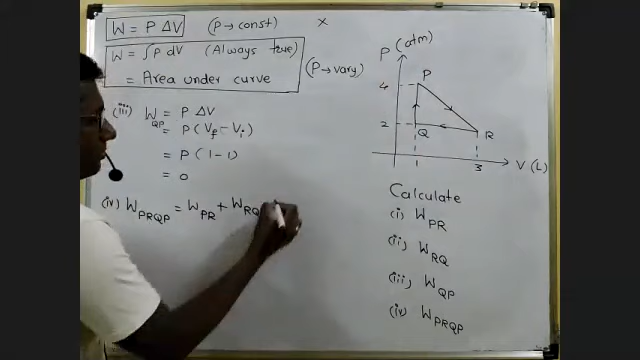 W = P ΔV (P → const) x
W = ∫P dV (Always true)
= Area under curve
(P → vary)
(iii) W_QP = P ΔV
= P (V_f - V_i)
= P (1 - 1)
= 0
(iv) W_PRQP = W_PR + W_RQ
P (atm)
4
P
2
Q
R
1
3
V (L)
Calculate
(i) W_PR
(ii) W_RQ
(iii) W_QP
(iv) W_PRQP